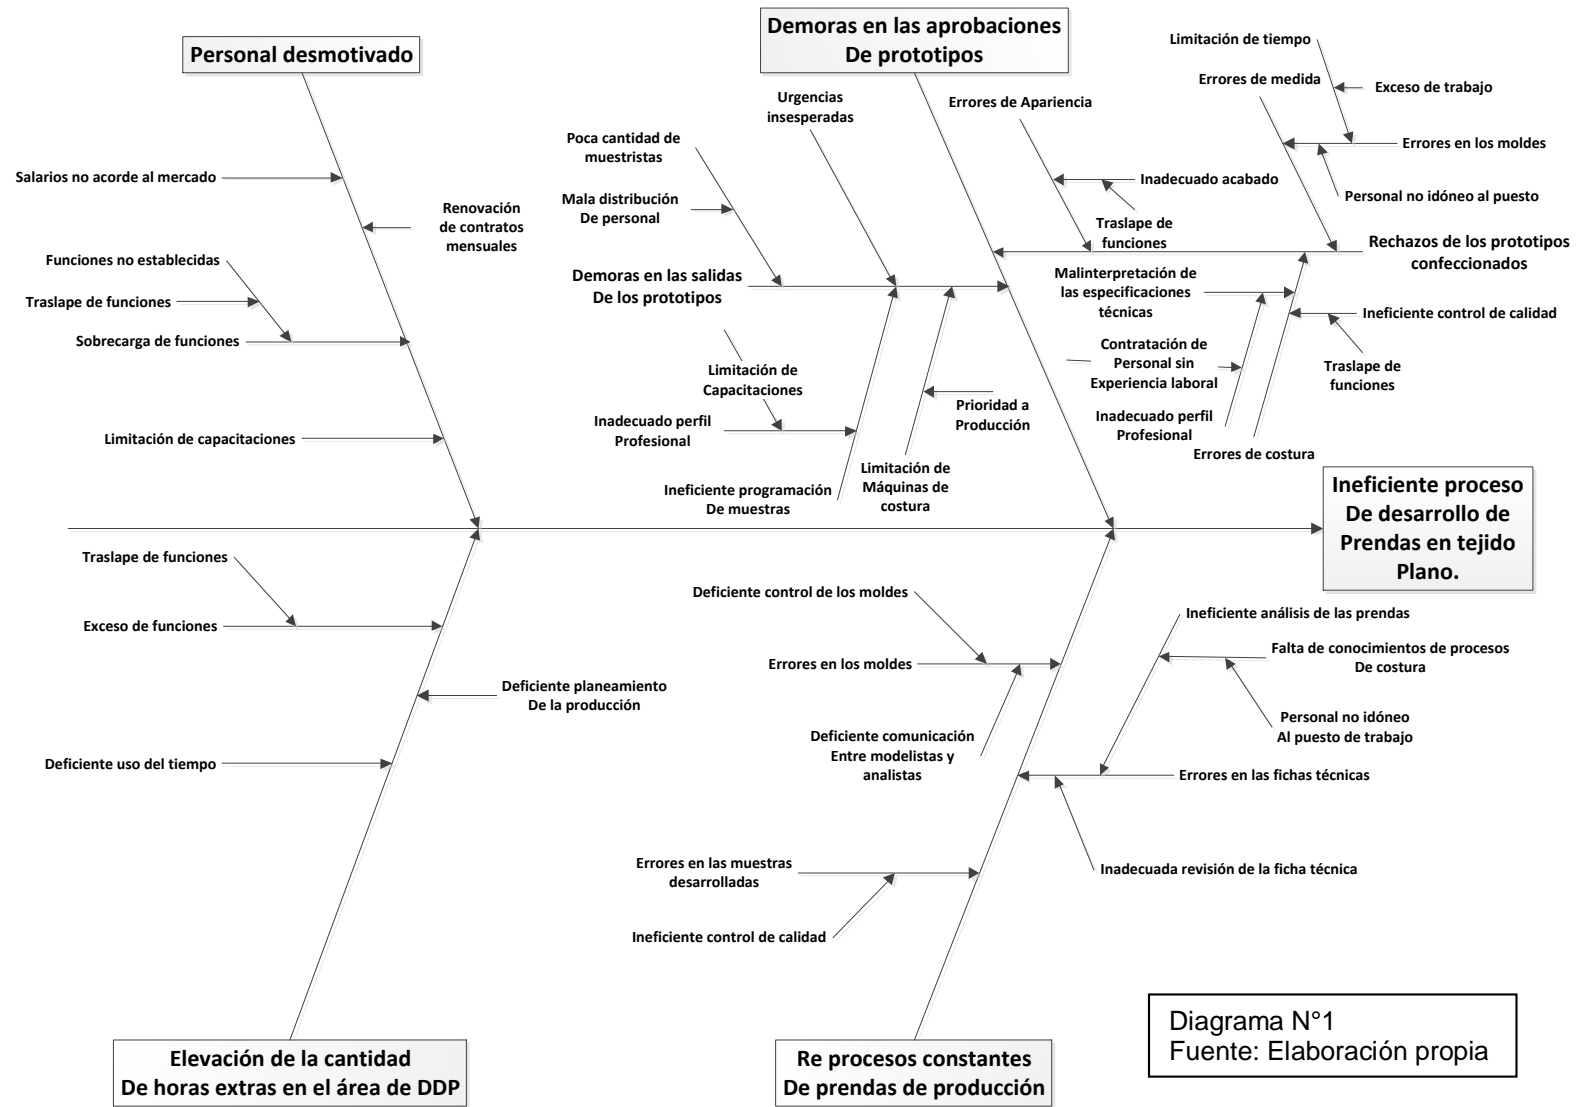 Personal desmotivado
Salarios no acorde al mercado
Renovación
de contratos
mensuales
Funciones no establecidas
Traslape de funciones
Sobrecarga de funciones
Limitación de capacitaciones
Demoras en las aprobaciones
De prototipos
Urgencias
insesperadas
Poca cantidad de
muestristas
Mala distribución
De personal
Demoras en las salidas
De los prototipos
Limitación de
Capacitaciones
Inadecuado perfil
Profesional
Ineficiente programación
De muestras
Limitación de
Máquinas de
costura
Prioridad a
Producción
Errores de Apariencia
Inadecuado acabado
Traslape de
funciones
Limitación de tiempo
Errores de medida
Exceso de trabajo
Errores en los moldes
Personal no idóneo al puesto
Rechazos de los prototipos
confeccionados
Malinterpretación de
las especificaciones
técnicas
Ineficiente control de calidad
Contratación de
Personal sin
Experiencia laboral
Traslape de
funciones
Inadecuado perfil
Profesional
Errores de costura
Ineficiente proceso
De desarrollo de
Prendas en tejido
Plano.
Traslape de funciones
Exceso de funciones
Deficiente planeamiento
De la producción
Deficiente uso del tiempo
Elevación de la cantidad
De horas extras en el área de DDP
Deficiente control de los moldes
Errores en los moldes
Deficiente comunicación
Entre modelistas y
analistas
Ineficiente análisis de las prendas
Falta de conocimientos de procesos
De costura
Personal no idóneo
Al puesto de trabajo
Errores en las fichas técnicas
Inadecuada revisión de la ficha técnica
Errores en las muestras
desarrolladas
Ineficiente control de calidad
Re procesos constantes
De prendas de producción
Diagrama N°1
Fuente: Elaboración propia